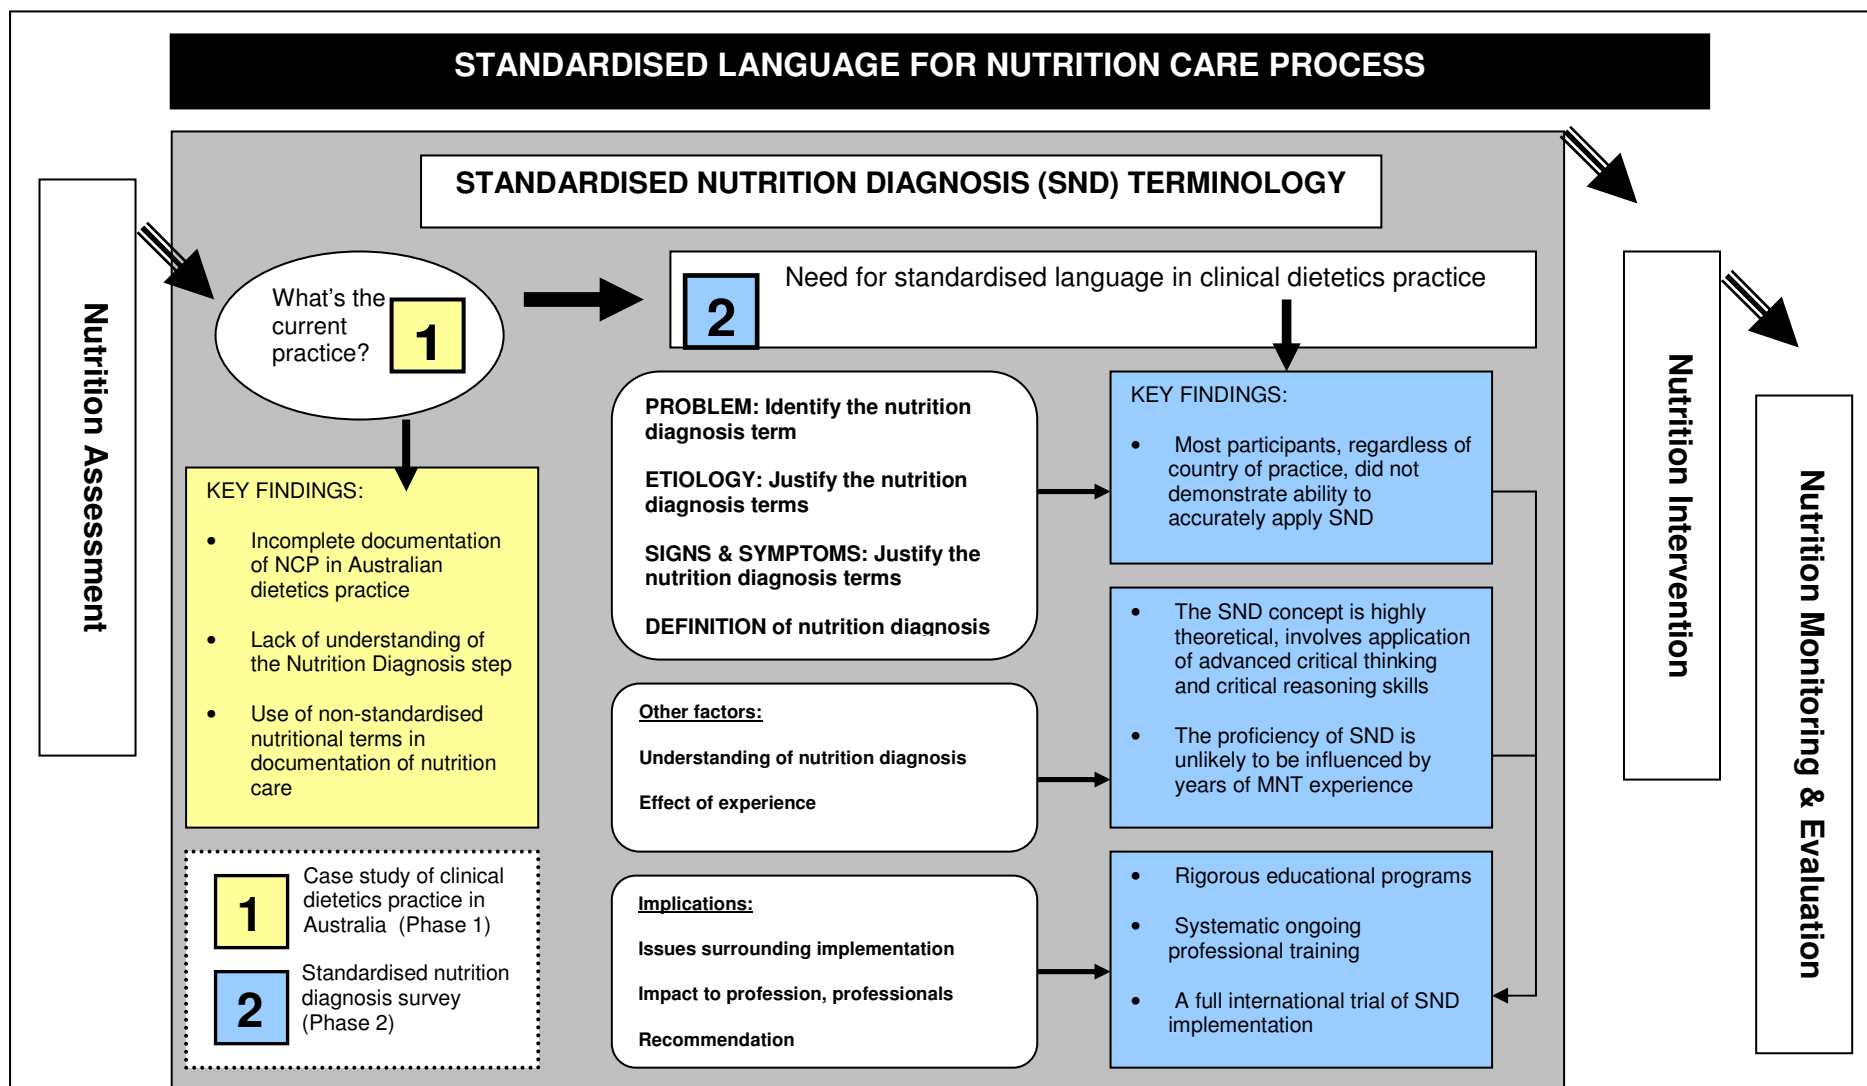 STANDARDISED LANGUAGE FOR NUTRITION CARE PROCESS
STANDARDISED NUTRITION DIAGNOSIS (SND) TERMINOLOGY
Nutrition Assessment
What's the
current
practice?
1
2
Need for standardised language in clinical dietetics practice
KEY FINDINGS:
• Incomplete documentation
of NCP in Australian
dietetics practice
• Lack of understanding of
the Nutrition Diagnosis step
• Use of non-standardised
nutritional terms in
documentation of nutrition
care
1
Case study of clinical
dietetics practice in
Australia (Phase 1)
2
Standardised nutrition
diagnosis survey
(Phase 2)
PROBLEM: Identify the nutrition
diagnosis term
ETIOLOGY: Justify the nutrition
diagnosis terms
SIGNS & SYMPTOMS: Justify the
nutrition diagnosis terms
DEFINITION of nutrition diagnosis
Other factors:
Understanding of nutrition diagnosis
Effect of experience
Implications:
Issues surrounding implementation
Impact to profession, professionals
Recommendation
KEY FINDINGS:
• Most participants, regardless of
country of practice, did not
demonstrate ability to
accurately apply SND
• The SND concept is highly
theoretical, involves application
of advanced critical thinking
and critical reasoning skills
• The proficiency of SND is
unlikely to be influenced by
years of MNT experience
• Rigorous educational programs
• Systematic ongoing
professional training
• A full international trial of SND
implementation
Nutrition Intervention
Nutrition Monitoring & Evaluation